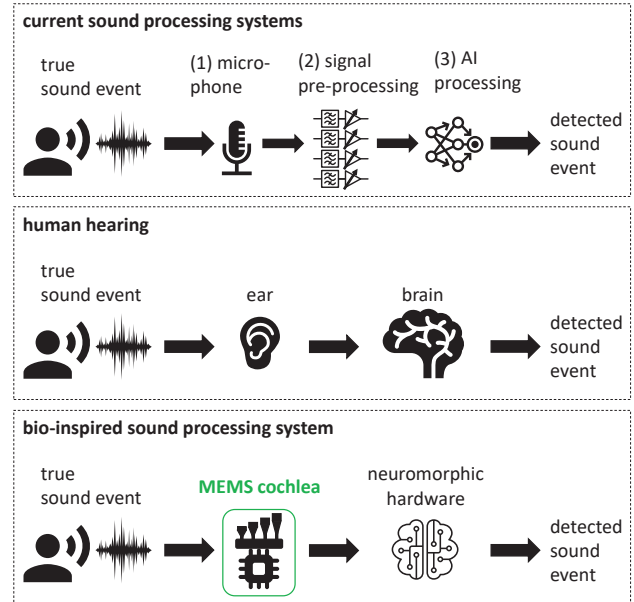 current sound processing systems
true
sound event
(1) micro-
phone
(2) signal
pre-processing
(3) AI
processing
detected
sound
event
human hearing
true
sound event
ear
brain
detected
sound
event
bio-inspired sound processing system
true
sound event
MEMS cochlea
neuromorphic
hardware
detected
sound
event